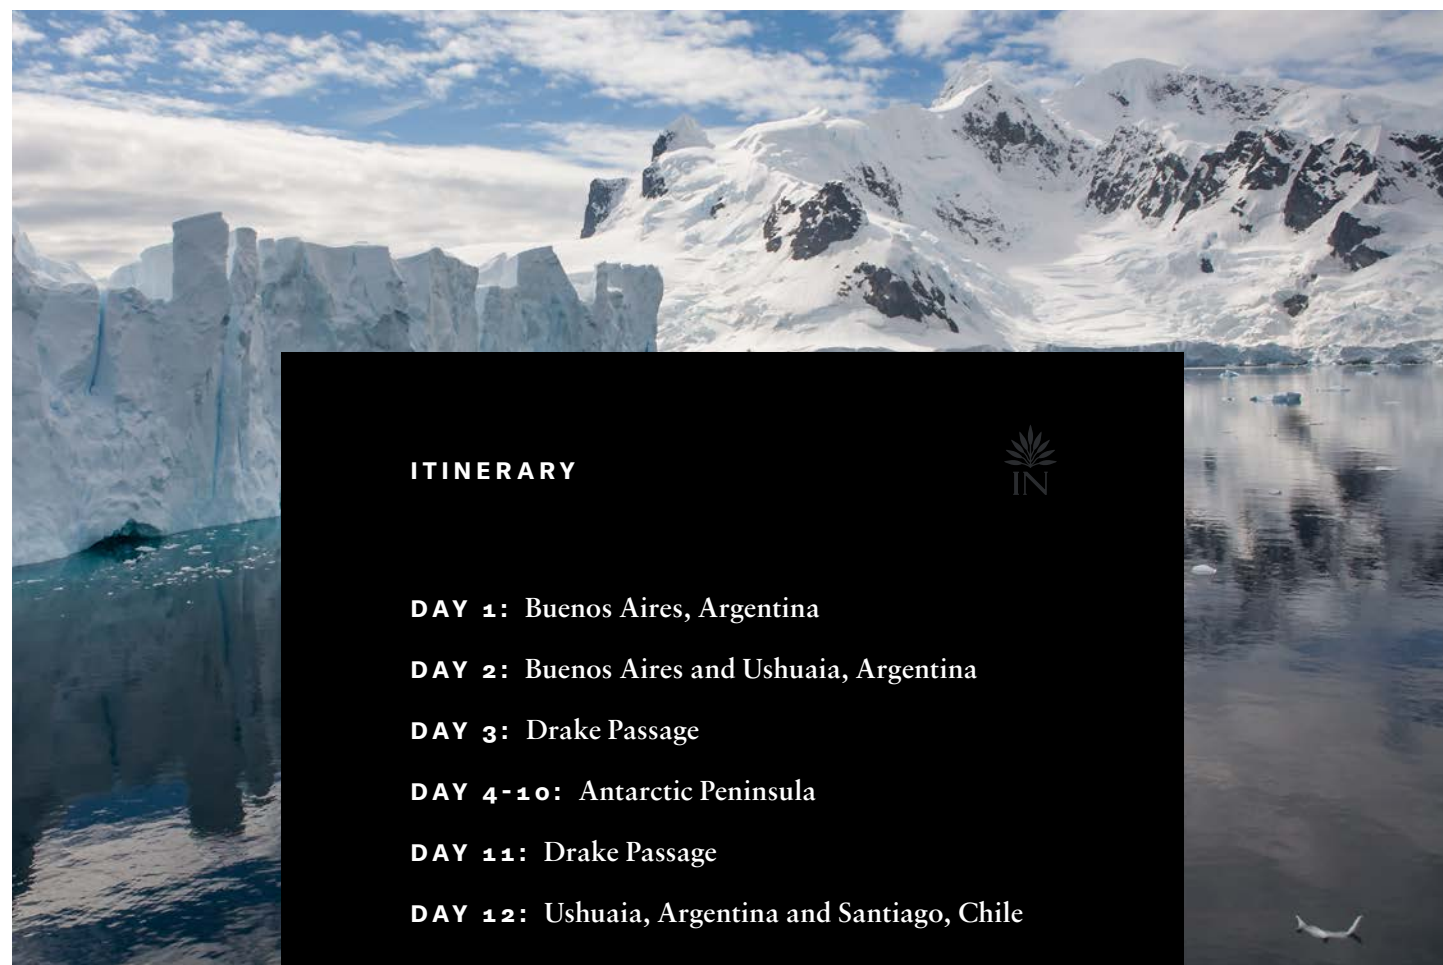 ITINERARY
IN
DAY 1: Buenos Aires, Argentina
DAY 2: Buenos Aires and Ushuaia, Argentina
DAY 3: Drake Passage
DAY 4-10: Antarctic Peninsula
DAY 11: Drake Passage
DAY 12: Ushuaia, Argentina and Santiago, Chile